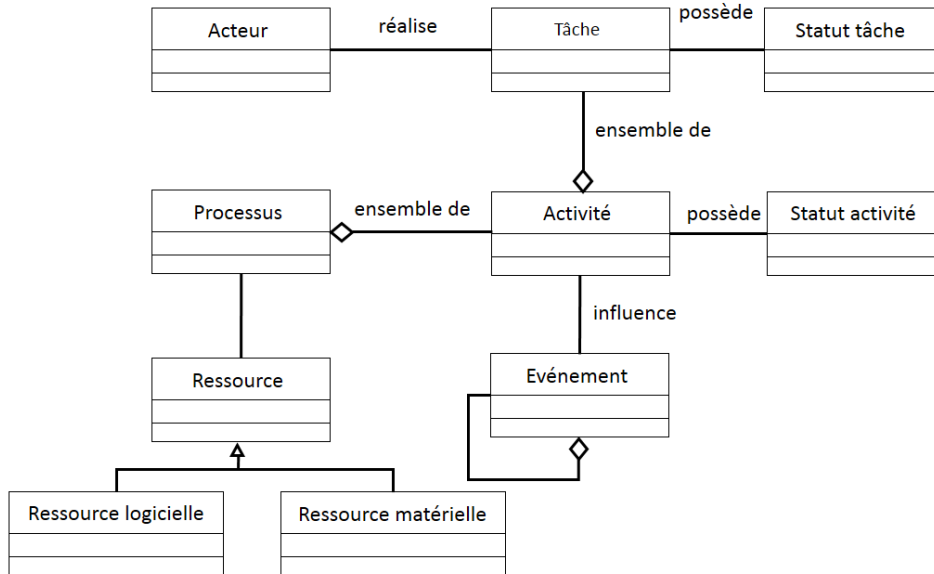 Acteur
réalise
Tâche
possède
Statut tâche
ensemble de
Processus
ensemble de
Activité
possède
Statut activité
influence
Ressource
Evénement
Ressource logicielle
Ressource matérielle